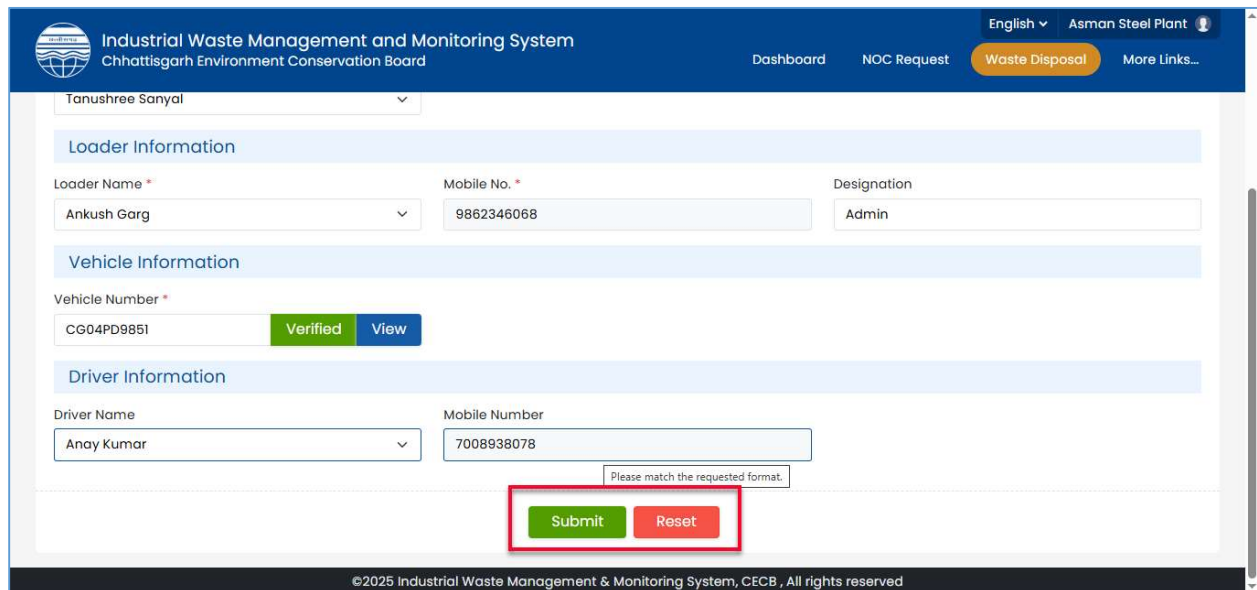 English Asman Steel Plant
Industrial Waste Management and Monitoring System
Chhattisgarh Environment Conservation Board
Dashboard NOC Request Waste Disposal More Links...
Tanushree Sanyal
Loader Information
Loader Name * Mobile No. * Designation
Ankush Garg 9862346068 Admin
Vehicle Information
Vehicle Number *
CG04PD9851 Verified View
Driver Information
Driver Name Mobile Number
Anay Kumar 7008938078
Please match the requested format.
Submit Reset
©2025 Industrial Waste Management & Monitoring System, CECB , All rights reserved